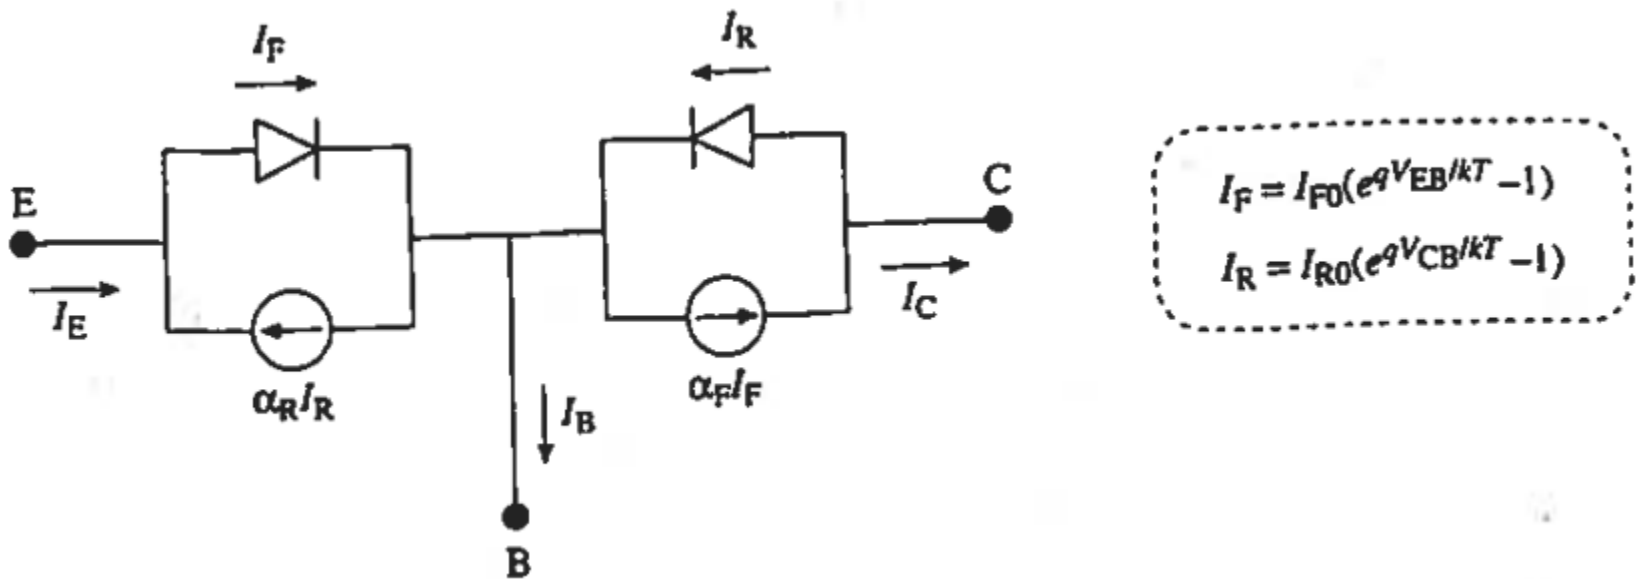 I_F
I_R
E
C
I_E
I_C
α_R I_R
α_F I_F
I_B
B
I_F = I_F0(e^qV_EB/kT – 1)
I_R = I_R0(e^qV_CB/kT – 1)